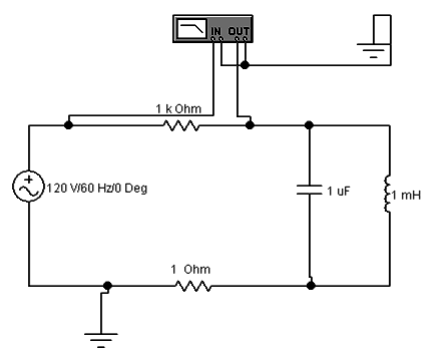 IN OUT
1 k Ohm
120 V/60 Hz/0 Deg
1 uF
1 mH
1 Ohm